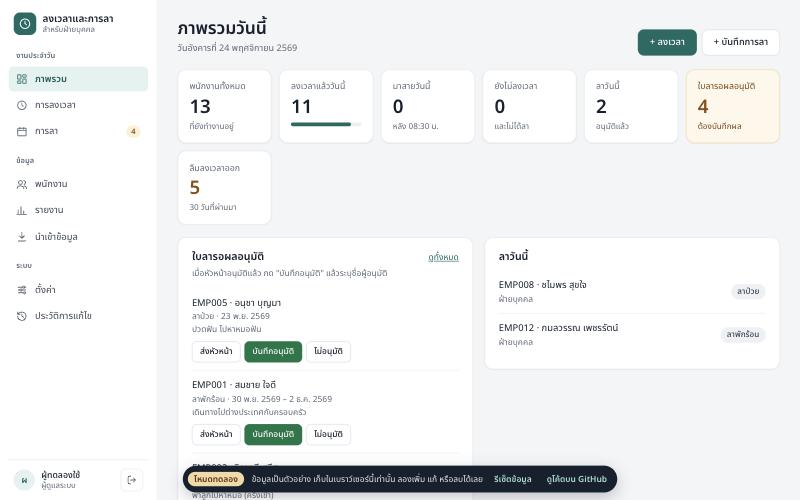 ลงเวลาและการลา
สำหรับฝ่ายบุคคล
งานประจำวัน
ภาพรวม
การลงเวลา
การลา 4
ข้อมูล
พนักงาน
รายงาน
นำเข้าข้อมูล
ระบบ
ตั้งค่า
ประวัติการแก้ไข
ผ ผู้ทดลองใช้
ผู้ดูแลระบบ
ภาพรวมวันนี้
วันอังคารที่ 24 พฤศจิกายน 2569
+ ลงเวลา + บันทึกการลา
พนักงานทั้งหมด
13
ที่ยังทำงานอยู่
ลงเวลาแล้ววันนี้
11
มาสายวันนี้
0
หลัง 08:30 น.
ยังไม่ลงเวลา
0
และไม่ได้ลา
ลาวันนี้
2
อนุมัติแล้ว
ใบลารอผลอนุมัติ
4
ต้องบันทึกผล
ลืมลงเวลาออก
5
30 วันที่ผ่านมา
ใบลารอผลอนุมัติ ดูทั้งหมด
เมื่อหัวหน้าอนุมัติแล้ว กด "บันทึกอนุมัติ" แล้วระบุชื่อผู้อนุมัติ
EMP005 · อนุชา บุญมา
ลาป่วย · 23 พ.ย. 2569
ปวดฟัน ไปหาหมอฟัน
ส่งหัวหน้า บันทึกอนุมัติ ไม่อนุมัติ
EMP001 · สมชาย ใจดี
ลาพักร้อน · 30 พ.ย. 2569 – 2 ธ.ค. 2569
เดินทางไปต่างประเทศกับครอบครัว
ส่งหัวหน้า บันทึกอนุมัติ ไม่อนุมัติ
พาลูกไปหาหมอ (ครึ่งเช้า)
ลาวันนี้
EMP008 · ชไมพร สุขใจ
ฝ่ายบุคคล
ลาป่วย
EMP012 · กมลวรรณ เพชรรัตน์
ฝ่ายบุคคล
ลาพักร้อน
โหมดทดลอง ข้อมูลเป็นตัวอย่าง เก็บในเบราว์เซอร์นี้เท่านั้น ลองเพิ่ม แก้ หรือลบได้เลย รีเซ็ตข้อมูล ดูโค้ดบน GitHub